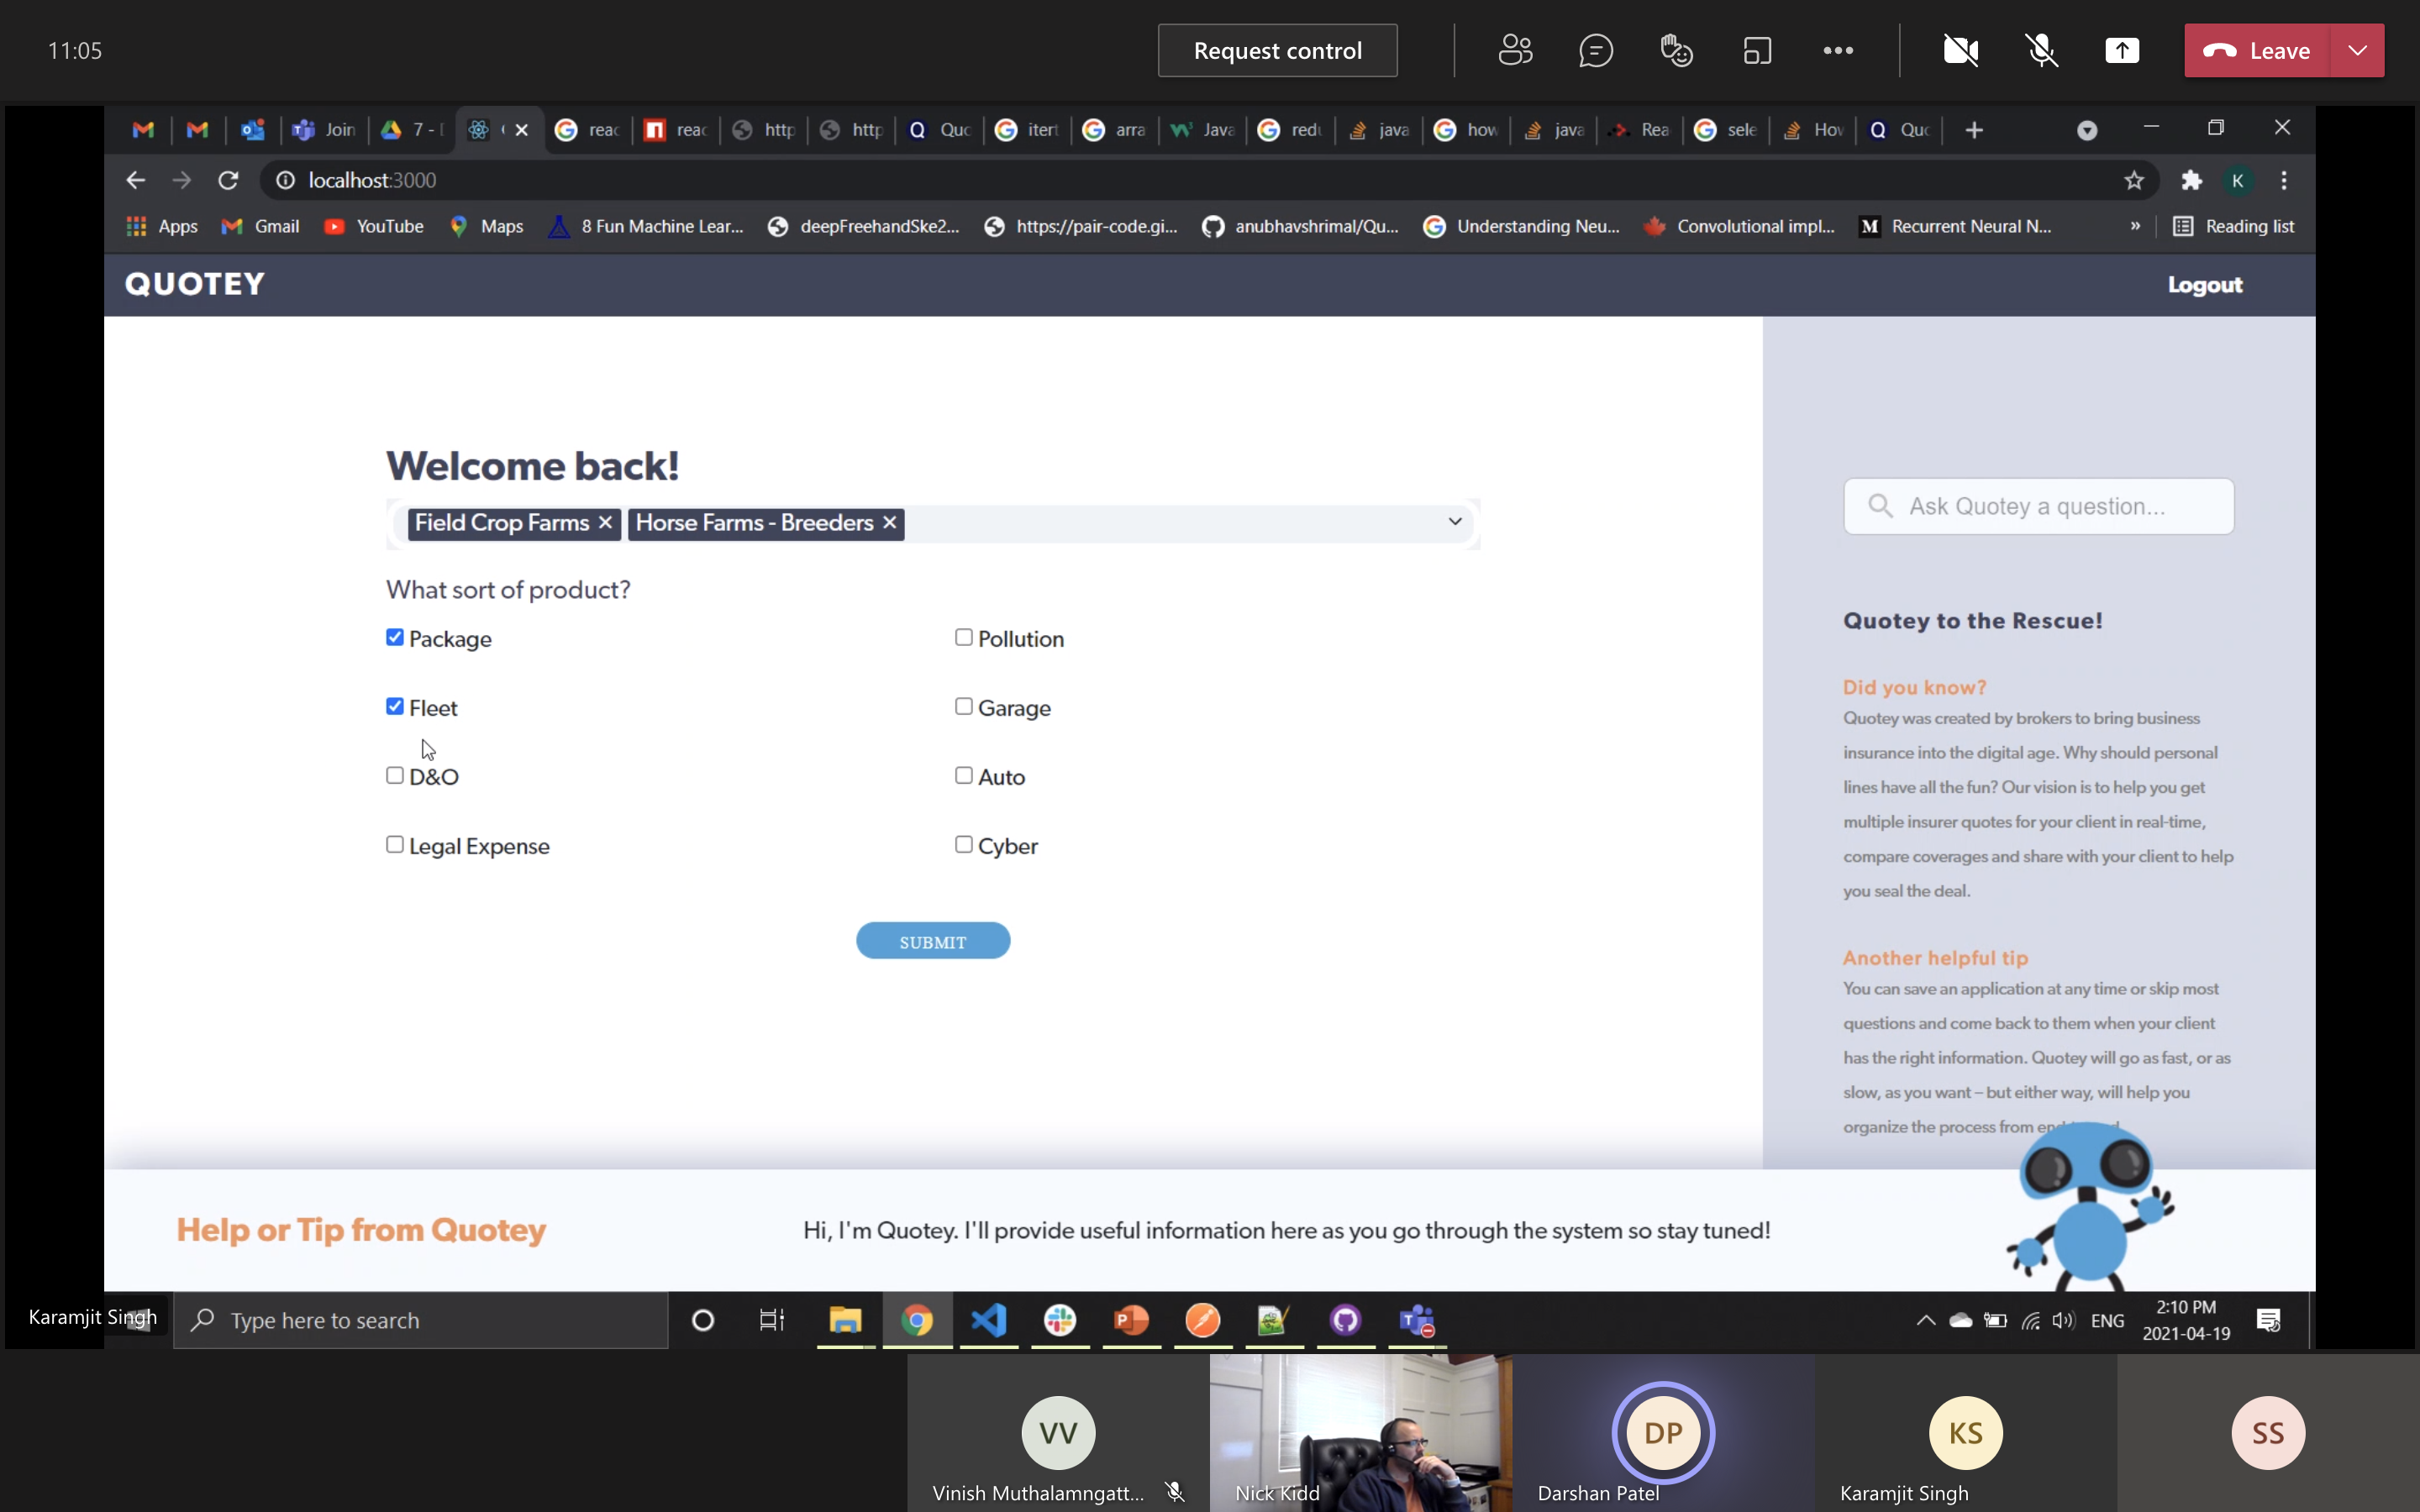 11:05
Request control
Leave
Join
7 - [
reac
reac
http
http
Quo
itert
arra
Java
redu
java
how
java
Rea
sele
How
Quo
localhost:3000
K
Apps
Gmail
YouTube
Maps
8 Fun Machine Lear...
deepFreehandSke2...
https://pair-code.gi...
anubhavshrimal/Qu...
Understanding Neu...
Convolutional impl...
Recurrent Neural N...
»
Reading list
QUOTEY
Logout
Welcome back!
Field Crop Farms
Horse Farms - Breeders
What sort of product?
Package
Pollution
Fleet
Garage
D&O
Auto
Legal Expense
Cyber
SUBMIT
Ask Quotey a question...
Quotey to the Rescue!
Did you know?
Quotey was created by brokers to bring business
insurance into the digital age. Why should personal
lines have all the fun? Our vision is to help you get
multiple insurer quotes for your client in real-time,
compare coverages and share with your client to help
you seal the deal.
Another helpful tip
You can save an application at any time or skip most
questions and come back to them when your client
has the right information. Quotey will go as fast, or as
slow, as you want – but either way, will help you
organize the process from
Help or Tip from Quotey
Hi, I'm Quotey. I'll provide useful information here as you go through the system so stay tuned!
Karamjit Singh
Type here to search
ENG
2:10 PM
2021-04-19
VV
Vinish Muthalamngatt...
Nick Kidd
DP
Darshan Patel
KS
Karamjit Singh
SS